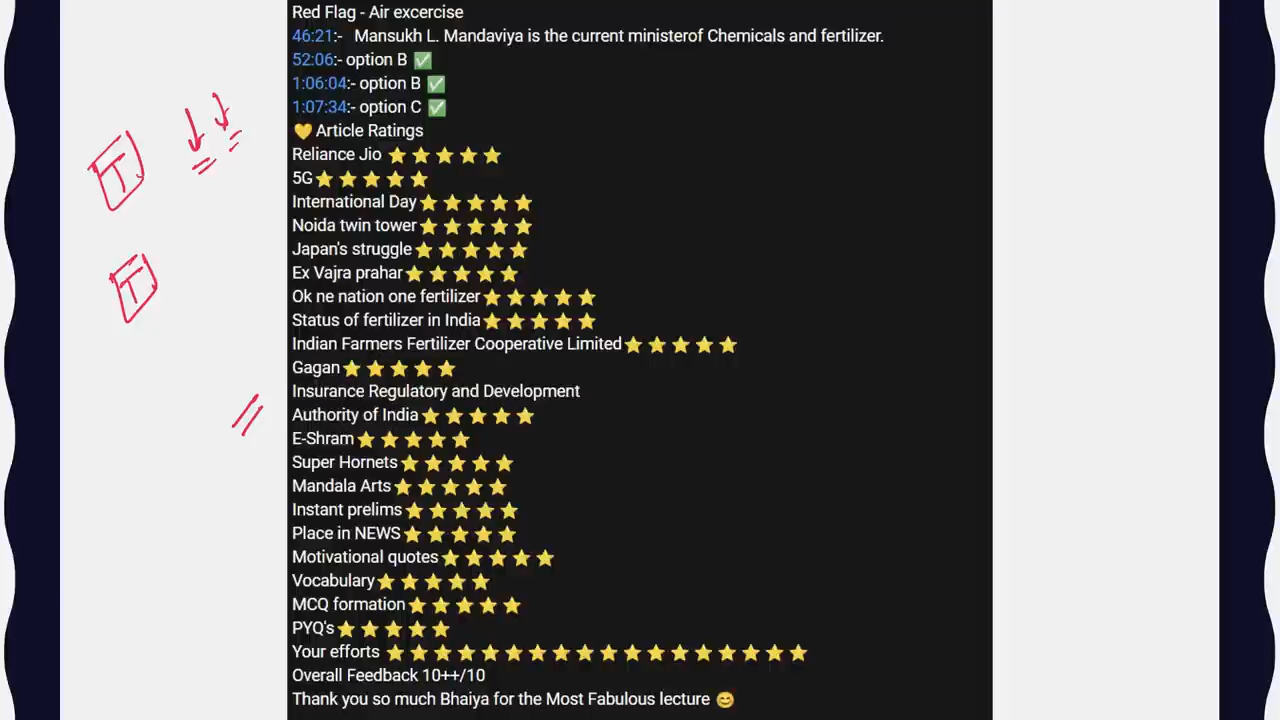 Red Flag - Air excercise
46:21:- Mansukh L. Mandaviya is the current ministerof Chemicals and fertilizer.
52:06:- option B ✅
1:06:04:- option B ✅
1:07:34:- option C ✅
💛 Article Ratings
Reliance Jio ⭐⭐⭐⭐⭐
5G⭐⭐⭐⭐⭐
International Day⭐⭐⭐⭐⭐
Noida twin tower⭐⭐⭐⭐⭐
Japan's struggle⭐⭐⭐⭐⭐
Ex Vajra prahar⭐⭐⭐⭐⭐
Ok ne nation one fertilizer⭐⭐⭐⭐⭐
Status of fertilizer in India⭐⭐⭐⭐⭐
Indian Farmers Fertilizer Cooperative Limited⭐⭐⭐⭐⭐
Gagan⭐⭐⭐⭐⭐
Insurance Regulatory and Development
Authority of India⭐⭐⭐⭐⭐
E-Shram⭐⭐⭐⭐⭐
Super Hornets⭐⭐⭐⭐⭐
Mandala Arts⭐⭐⭐⭐⭐
Instant prelims⭐⭐⭐⭐⭐
Place in NEWS⭐⭐⭐⭐⭐
Motivational quotes⭐⭐⭐⭐⭐
Vocabulary⭐⭐⭐⭐⭐
MCQ formation⭐⭐⭐⭐⭐
PYQ's⭐⭐⭐⭐⭐
Your efforts ⭐⭐⭐⭐⭐⭐⭐⭐⭐⭐⭐⭐⭐⭐⭐⭐⭐⭐
Overall Feedback 10++/10
Thank you so much Bhaiya for the Most Fabulous lecture 😊
T
T